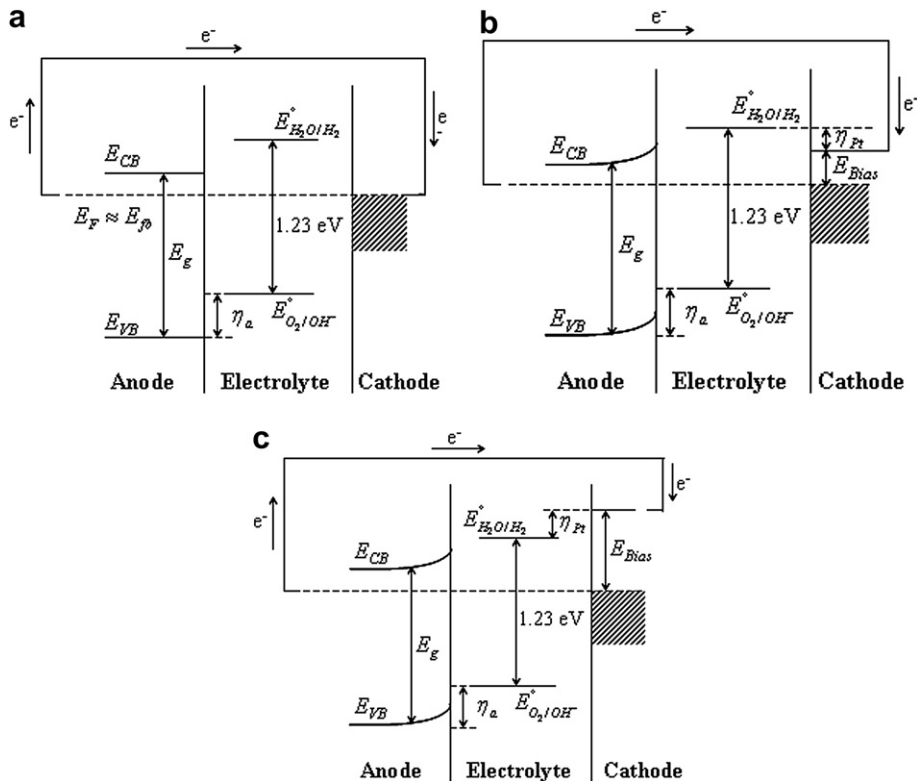 a
e⁻
e⁻
e⁻
E°H₂O/H₂
E_CB
E_F ≈ E_fb
1.23 eV
E_g
η_a
E°O₂/OH⁻
E_VB
Anode
Electrolyte
Cathode
b
e⁻
e⁻
E°H₂O/H₂
η_Pt
E_CB
E_Bias
1.23 eV
E_g
η_a
E°O₂/OH⁻
E_VB
Anode
Electrolyte
Cathode
c
e⁻
e⁻
e⁻
E°H₂O/H₂
η_Pt
E_CB
E_Bias
1.23 eV
E_g
E_VB
η_a
E°O₂/OH⁻
Anode
Electrolyte
Cathode